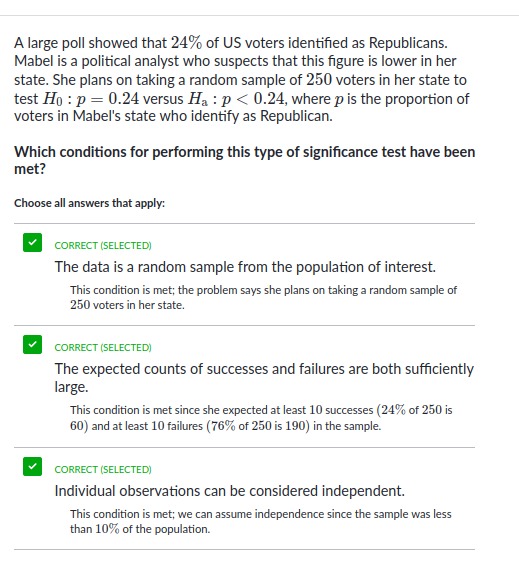 A large poll showed that 24% of US voters identified as Republicans.
Mabel is a political analyst who suspects that this figure is lower in her
state. She plans on taking a random sample of 250 voters in her state to
test H₀ : p = 0.24 versus Hₐ : p < 0.24, where p is the proportion of
voters in Mabel's state who identify as Republican.
Which conditions for performing this type of significance test have been
met?
Choose all answers that apply:
CORRECT (SELECTED)
The data is a random sample from the population of interest.
This condition is met; the problem says she plans on taking a random sample of
250 voters in her state.
CORRECT (SELECTED)
The expected counts of successes and failures are both sufficiently
large.
This condition is met since she expected at least 10 successes (24% of 250 is
60) and at least 10 failures (76% of 250 is 190) in the sample.
CORRECT (SELECTED)
Individual observations can be considered independent.
This condition is met; we can assume independence since the sample was less
than 10% of the population.